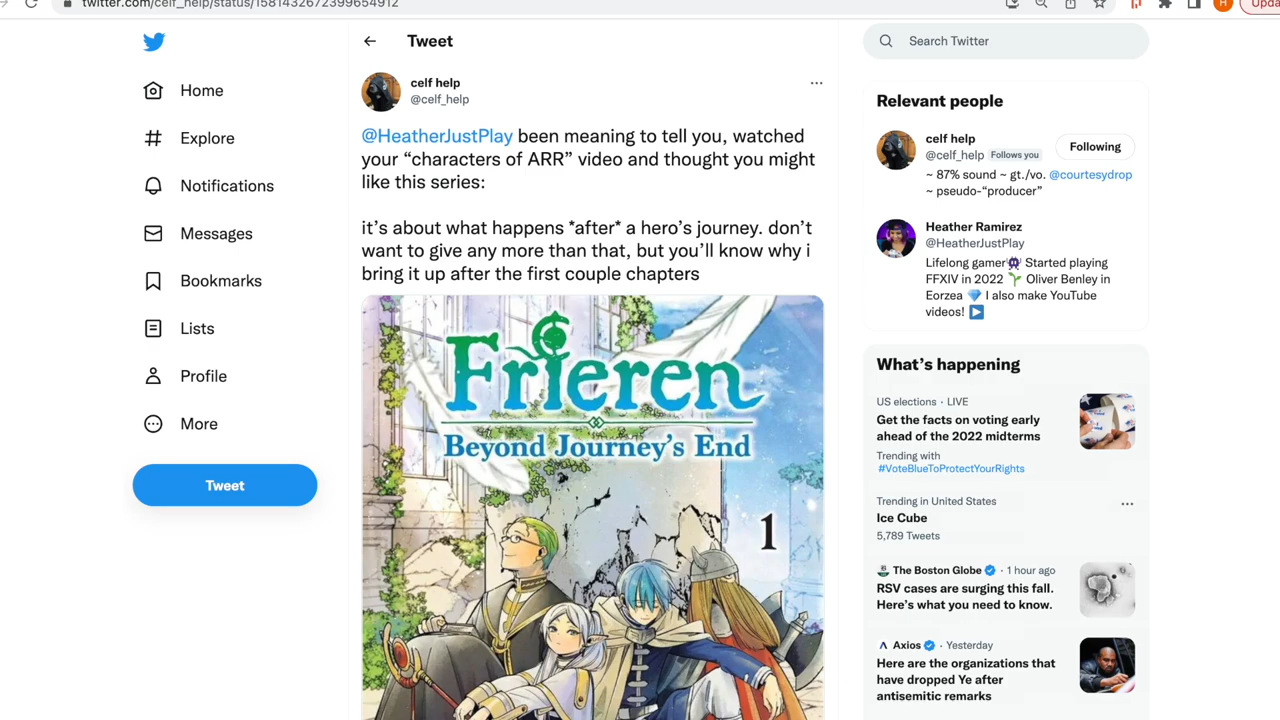 twitter.com/celf_help/status/1581432672399654912
H
Home
Explore
Notifications
Messages
Bookmarks
Lists
Profile
More
Tweet
Tweet
celf help
@celf_help
@HeatherJustPlay been meaning to tell you, watched
your “characters of ARR” video and thought you might
like this series:
it’s about what happens *after* a hero’s journey. don’t
want to give any more than that, but you’ll know why i
bring it up after the first couple chapters
Frieren
Beyond Journey's End
1
Search Twitter
Relevant people
celf help
Following
@celf_help Follows you
~ 87% sound ~ gt./vo. @courtesydrop
~ pseudo-“producer”
Heather Ramirez
@HeatherJustPlay
Lifelong gamer Started playing
FFXIV in 2022 Oliver Benley in
Eorzea I also make YouTube
videos!
What’s happening
US elections · LIVE
Get the facts on voting early
ahead of the 2022 midterms
Trending with
#VoteBlueToProtectYourRights
Trending in United States
Ice Cube
5,789 Tweets
The Boston Globe · 1 hour ago
RSV cases are surging this fall.
Here’s what you need to know.
Axios · Yesterday
Here are the organizations that
have dropped Ye after
antisemitic remarks